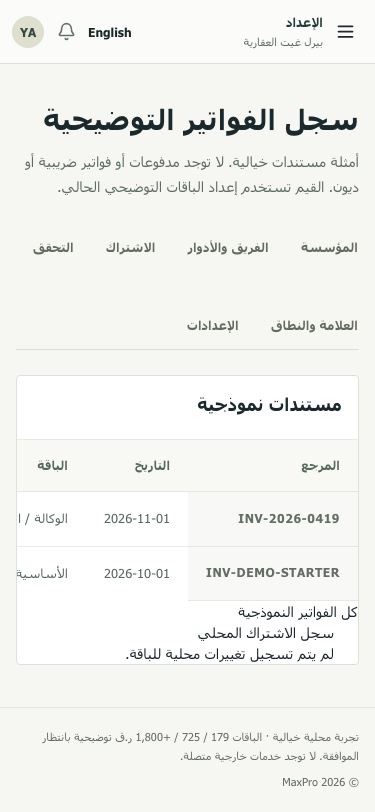 الإعداد
بيرل غيت العقارية
English
YA
سجل الفواتير التوضيحية
أمثلة مستندات خيالية. لا توجد مدفوعات أو فواتير ضريبية أو
ديون. القيم تستخدم إعداد الباقات التوضيحي الحالي.
المؤسسة الفريق والأدوار الاشتراك التحقق
العلامة والنطاق الإعدادات
مستندات نموذجية
المرجع التاريخ الباقة
INV-2026-0419 2026-11-01 الوكالة / ا
INV-DEMO-STARTER 2026-10-01 الأساسية
كل الفواتير النموذجية
سجل الاشتراك المحلي
لم يتم تسجيل تغييرات محلية للباقة.
تجربة محلية خيالية · الباقات 179 / 725 / +1,800 ر.ق توضيحية بانتظار
الموافقة. لا توجد خدمات خارجية متصلة.
© 2026 MaxPro